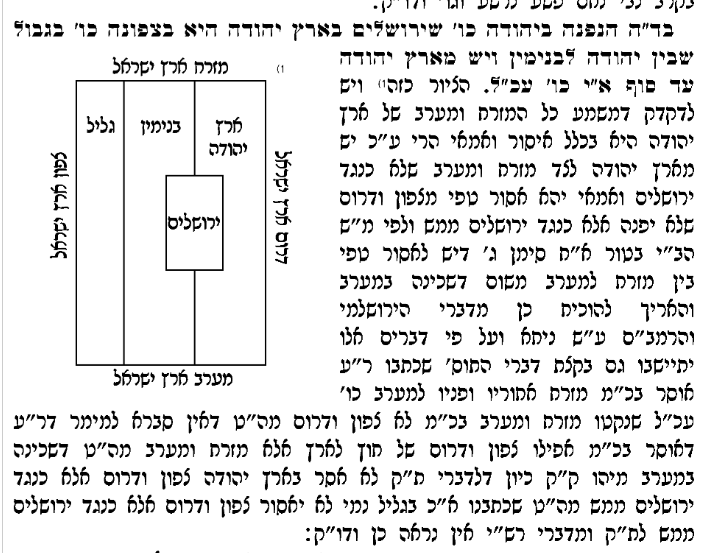 בד״ה הנפנה ביהודה כו׳ שירושלים בארץ יהודה היא בצפונה כו׳ בגבול
שבין יהודה לבנימין ויש מארץ יהודה
עד סוף א״י כו׳ עכ״ל. הציור כזה¹⁾ ויש
לדקדק דמשמע כל המזרח ומערב של ארץ
יהודה היא בכלל איסור ואמאי הרי ע״כ יש
מארץ יהודה לצד מזרח ומערב שלא כנגד
ירושלים ואמאי יהא אסור טפי מצפון ודרום
שלא יפנה אלא כנגד ירושלים ממש ולפי מ״ש
הב״י בטור א״ח סימן ג׳ דיש לאסור טפי
בין מזרח למערב משום דשכינה במערב
והאריך להוכיח כן מדברי הירושלמי
והרמב״ם ע״ש ניתא ועל פי דברים אלו
יתיישבו גם בקצת דברי התוס׳ שכתבו ר״ע
אוסר בכ״מ מזרח אחוריו ופניו למערב כו׳
עכ״ל שנקטו מזרח ומערב בכ״מ לא צפון ודרום מה״ט דאין סברא למימר דר״ע
דאוסר בכ״מ אפילו צפון ודרום של חוץ לארץ אלא מזרח ומערב מה״ט דשכינה
במערב מיהו ק״ק כיון דלדברי ת״ק לא אסר בארץ יהודה צפון ודרום אלא כנגד
ירושלים ממש מה״ט שכתבנו א״כ בגליל נמי לא יאסור צפון ודרום אלא כנגד ירושלים
ממש לת״ק ומדברי רש״י אין נראה כן ודו״ק:
1)
מזרח ארץ ישראל
ארץ
יהודה
בנימין
גליל
ירושלים
צפון ארץ ישראל
דרום ארץ ישראל
מערב ארץ ישראל